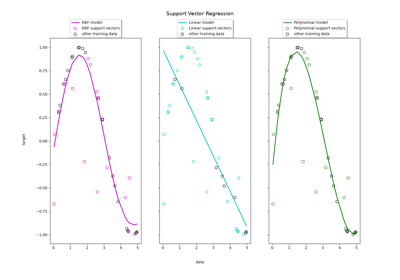 Support Vector Regression
RBF model
RBF support vectors
other training data
Linear model
Linear support vectors
other training data
Polynomial model
Polynomial support vectors
other training data
1.00
0.75
0.50
0.25
0.00
−0.25
−0.50
−0.75
−1.00
target
0 1 2 3 4 5
0 1 2 3 4 5
0 1 2 3 4 5
data